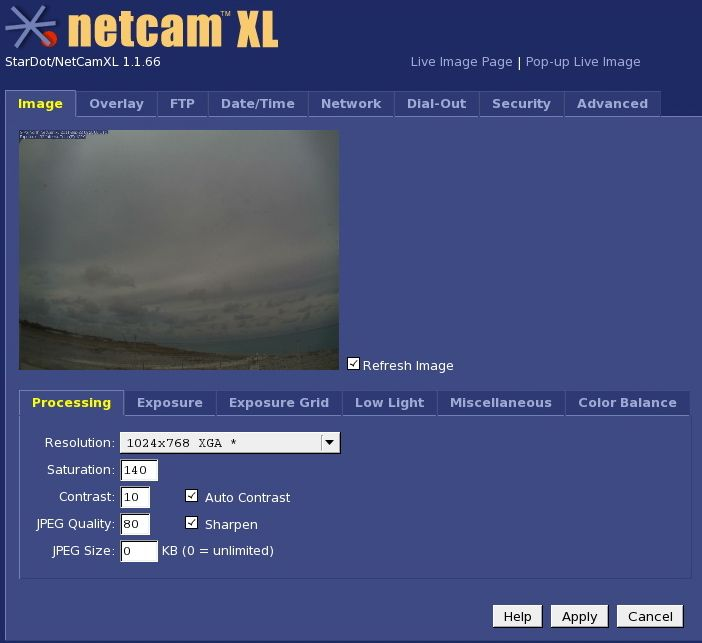 netcam™ XL
StarDot/NetCamXL 1.1.66
Live Image Page | Pop-up Live Image
Image Overlay FTP Date/Time Network Dial-Out Security Advanced
Refresh Image
Processing Exposure Exposure Grid Low Light Miscellaneous Color Balance
Resolution: 1024x768 XGA *
Saturation: 140
Contrast: 10 Auto Contrast
JPEG Quality: 80 Sharpen
JPEG Size: 0 KB (0 = unlimited)
Help Apply Cancel